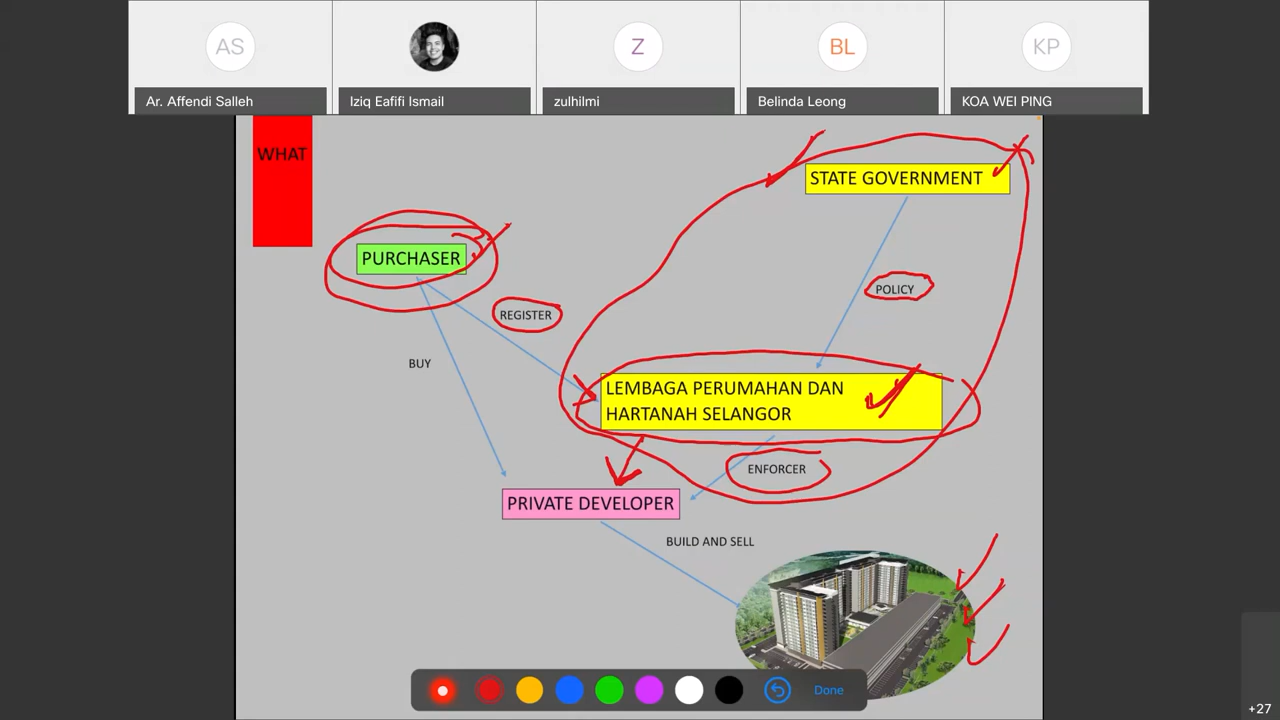 AS
Z
BL
KP
Ar. Affendi Salleh
Iziq Eafifi Ismail
zulhilmi
Belinda Leong
KOA WEI PING
WHAT
STATE GOVERNMENT
PURCHASER
POLICY
REGISTER
BUY
LEMBAGA PERUMAHAN DAN
HARTANAH SELANGOR
ENFORCER
PRIVATE DEVELOPER
BUILD AND SELL
Done
+27